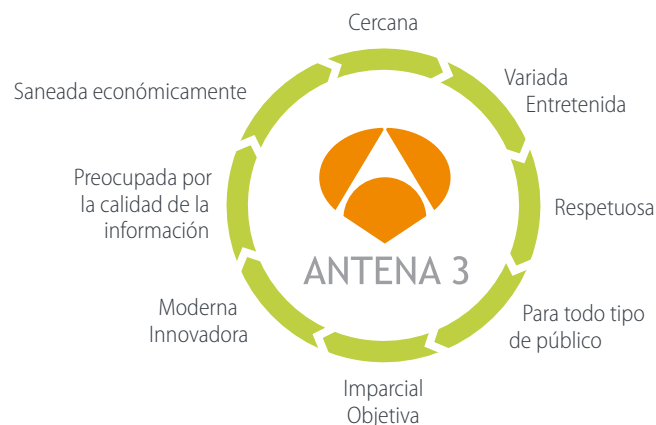 Cercana
Variada
Entretenida
Respetuosa
Para todo tipo
de público
Imparcial
Objetiva
Moderna
Innovadora
Preocupada por
la calidad de la
información
Saneada económicamente
ANTENA 3